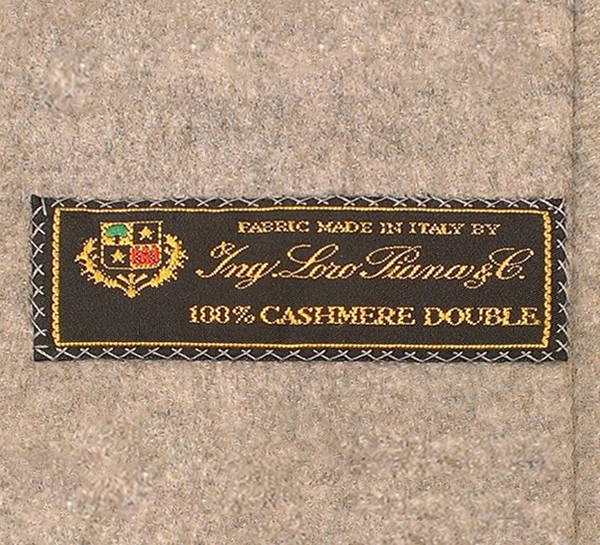 FABRIC MADE IN ITALY BY
Ing. Loro Piana & C.
100% CASHMERE DOUBLE